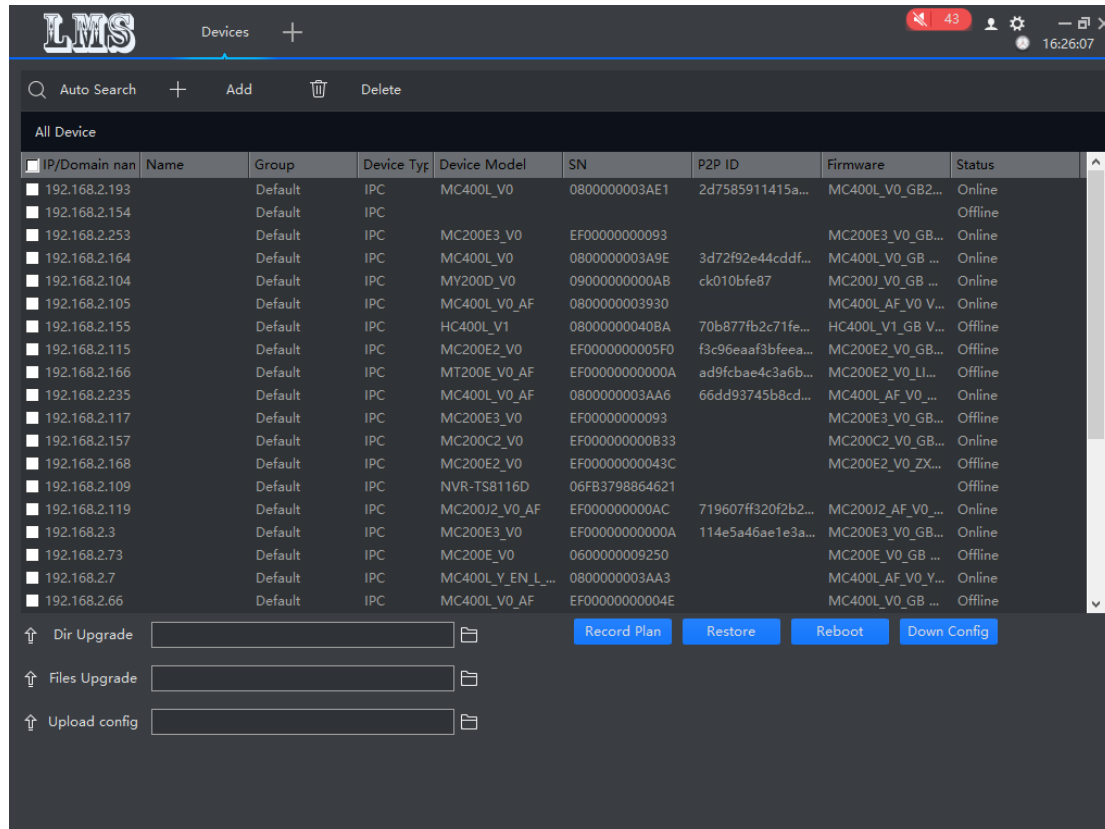 LMS Devices 43 16:26:07
Auto Search Add Delete
All Device
IP/Domain nan Name Group Device Typ Device Model SN P2P ID Firmware Status
192.168.2.193 Default IPC MC400L_V0 0800000003AE1 2d7585911415a... MC400L_V0_GB2... Online
192.168.2.154 Default IPC Offline
192.168.2.253 Default IPC MC200E3_V0 EF00000000093 MC200E3_V0_GB... Online
192.168.2.164 Default IPC MC400L_V0 0800000003A9E 3d72f92e44cddf... MC400L_V0_GB ... Online
192.168.2.104 Default IPC MY200D_V0 09000000000AB ck010bfe87 MC200J_V0_GB ... Online
192.168.2.105 Default IPC MC400L_V0_AF 0800000003930 MC400L_AF_V0 V... Online
192.168.2.155 Default IPC HC400L_V1 08000000040BA 70b877fb2c71fe... HC400L_V1_GB V... Offline
192.168.2.115 Default IPC MC200E2_V0 EF0000000005F0 f3c96eaaf3bfeea... MC200E2_V0_GB... Offline
192.168.2.166 Default IPC MT200E_V0_AF EF00000000000A ad9fcbae4c3a6b... MC200E2_V0_LI... Offline
192.168.2.235 Default IPC MC400L_V0_AF 0800000003AA6 66dd93745b8cd... MC400L_AF_V0_... Online
192.168.2.117 Default IPC MC200E3_V0 EF00000000093 MC200E3_V0_GB... Offline
192.168.2.157 Default IPC MC200C2_V0 EF000000000B33 MC200C2_V0_GB... Online
192.168.2.168 Default IPC MC200E2_V0 EF00000000043C MC200E2_V0_ZX... Offline
192.168.2.109 Default IPC NVR-TS8116D 06FB3798864621 Offline
192.168.2.119 Default IPC MC200J2_V0_AF EF000000000AC 719607ff320f2b2... MC200J2_AF_V0_... Online
192.168.2.3 Default IPC MC200E3_V0 EF00000000000A 114e5a46ae1e3a... MC200E3_V0_GB... Online
192.168.2.73 Default IPC MC200E_V0 0600000009250 MC200E_V0_GB ... Offline
192.168.2.7 Default IPC MC400L_Y_EN_L_... 0800000003AA3 MC400L_AF_V0_Y... Online
192.168.2.66 Default IPC MC400L_V0_AF EF00000000004E MC400L_V0_GB ... Offline
Dir Upgrade Record Plan Restore Reboot Down Config
Files Upgrade
Upload config